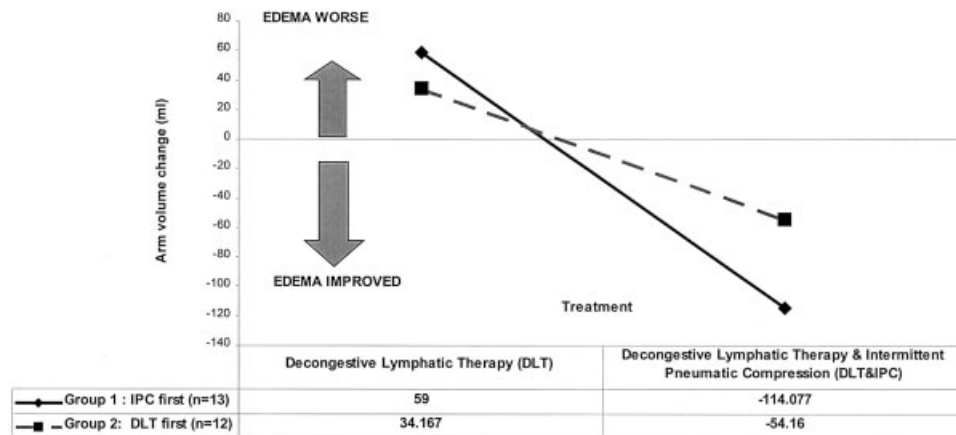 EDEMA WORSE
80
60
40
20
0
-20
-40
-60
-80
-100
-120
-140
Arm volume change (ml)
EDEMA IMPROVED
Treatment
Decongestive Lymphatic Therapy (DLT)
Decongestive Lymphatic Therapy & Intermittent
Pneumatic Compression (DLT&IPC)
Group 1 : IPC first (n=13) 59 -114.077
Group 2: DLT first (n=12) 34.167 -54.16